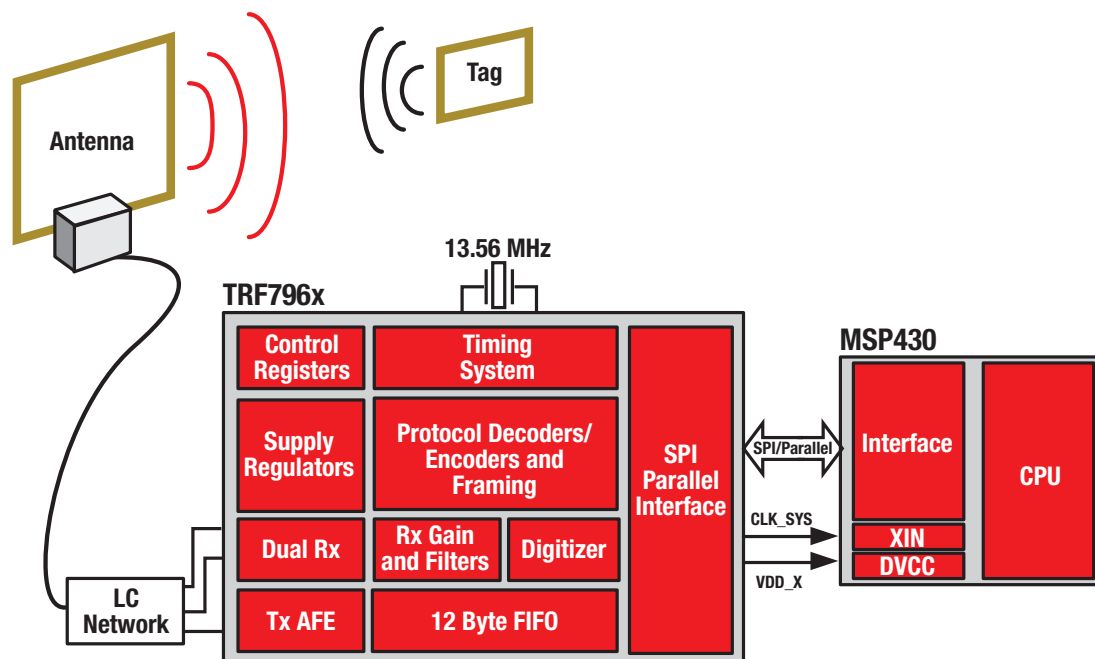 Antenna
Tag
13.56 MHz
TRF796x
Control
Registers
Timing
System
Supply
Regulators
Protocol Decoders/
Encoders and
Framing
SPI
Parallel
Interface
Dual Rx
Rx Gain
and Filters
Digitizer
Tx AFE
12 Byte FIFO
LC
Network
SPI/Parallel
CLK_SYS
VDD_X
MSP430
Interface
CPU
XIN
DVCC